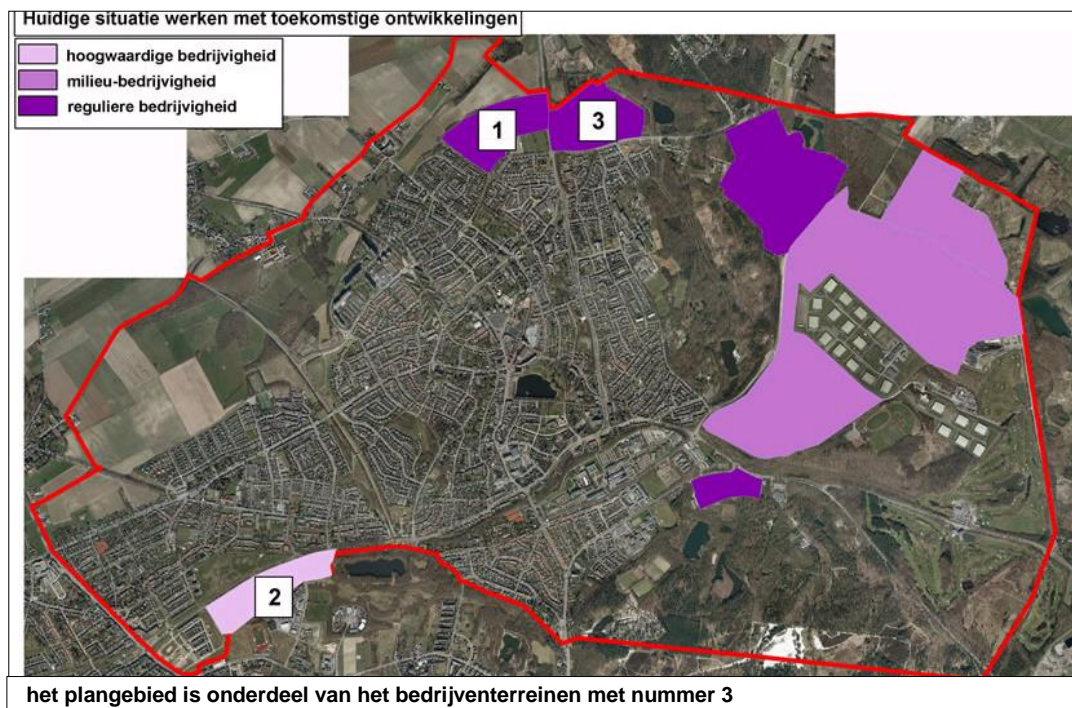 Huidige situatie werken met toekomstige ontwikkelingen
hoogwaardige bedrijvigheid
milieu-bedrijvigheid
reguliere bedrijvigheid
1
3
2
het plangebied is onderdeel van het bedrijventerreinen met nummer 3